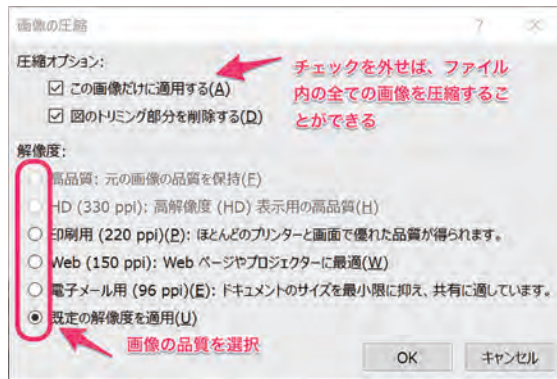 画像の圧縮 ? ×
圧縮オプション:
この画像だけに適用する(A)
図のトリミング部分を削除する(D)
チェックを外せば、ファイル
内の全ての画像を圧縮するこ
とができる
解像度:
高品質: 元の画像の品質を保持(F)
HD (330 ppi): 高解像度 (HD) 表示用の高品質(H)
印刷用 (220 ppi)(P): ほとんどのプリンターと画面で優れた品質が得られます。
Web (150 ppi): Web ページやプロジェクターに最適(W)
電子メール用 (96 ppi)(E): ドキュメントのサイズを最小限に抑え、共有に適しています。
既定の解像度を適用(U)
画像の品質を選択
OK キャンセル